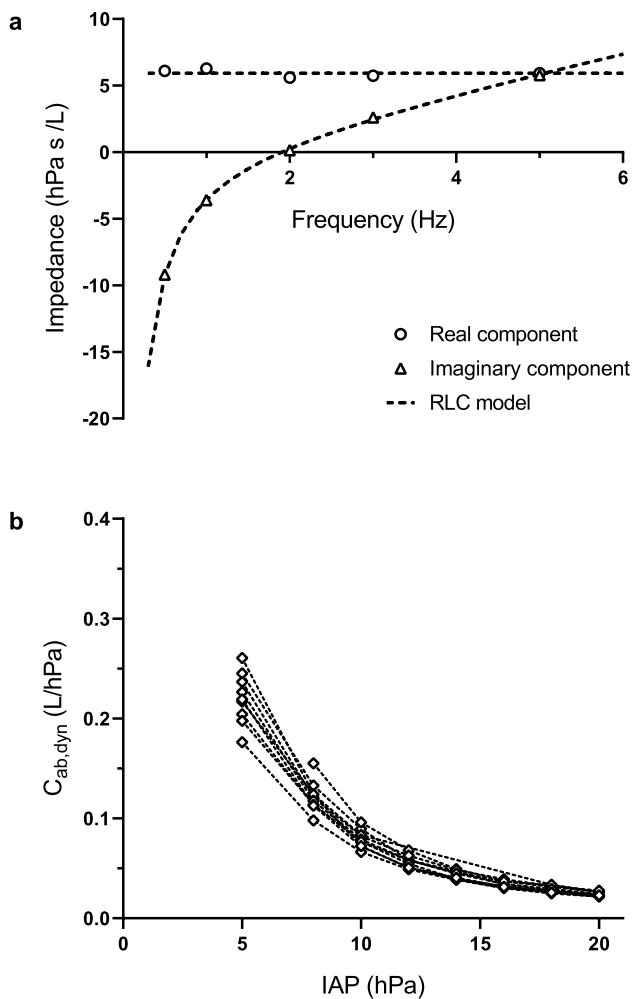 a
10
5
0
-5
-10
-15
-20
2
4
6
Impedance (hPa s /L)
Frequency (Hz)
Real component
Imaginary component
RLC model
b
0.4
0.3
0.2
0.1
0.0
0
5
10
15
20
Cab,dyn (L/hPa)
IAP (hPa)